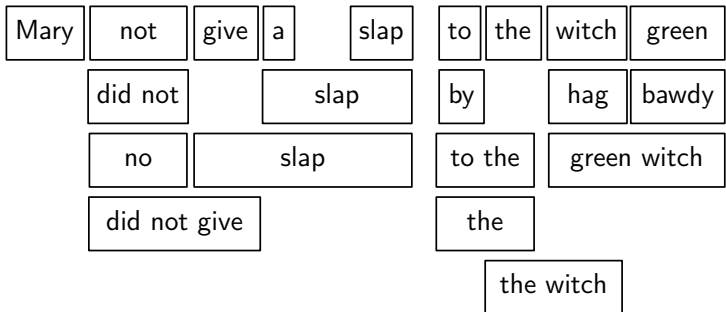 Mary not give a slap to the witch green
did not slap by hag bawdy
no slap to the green witch
did not give the
the witch